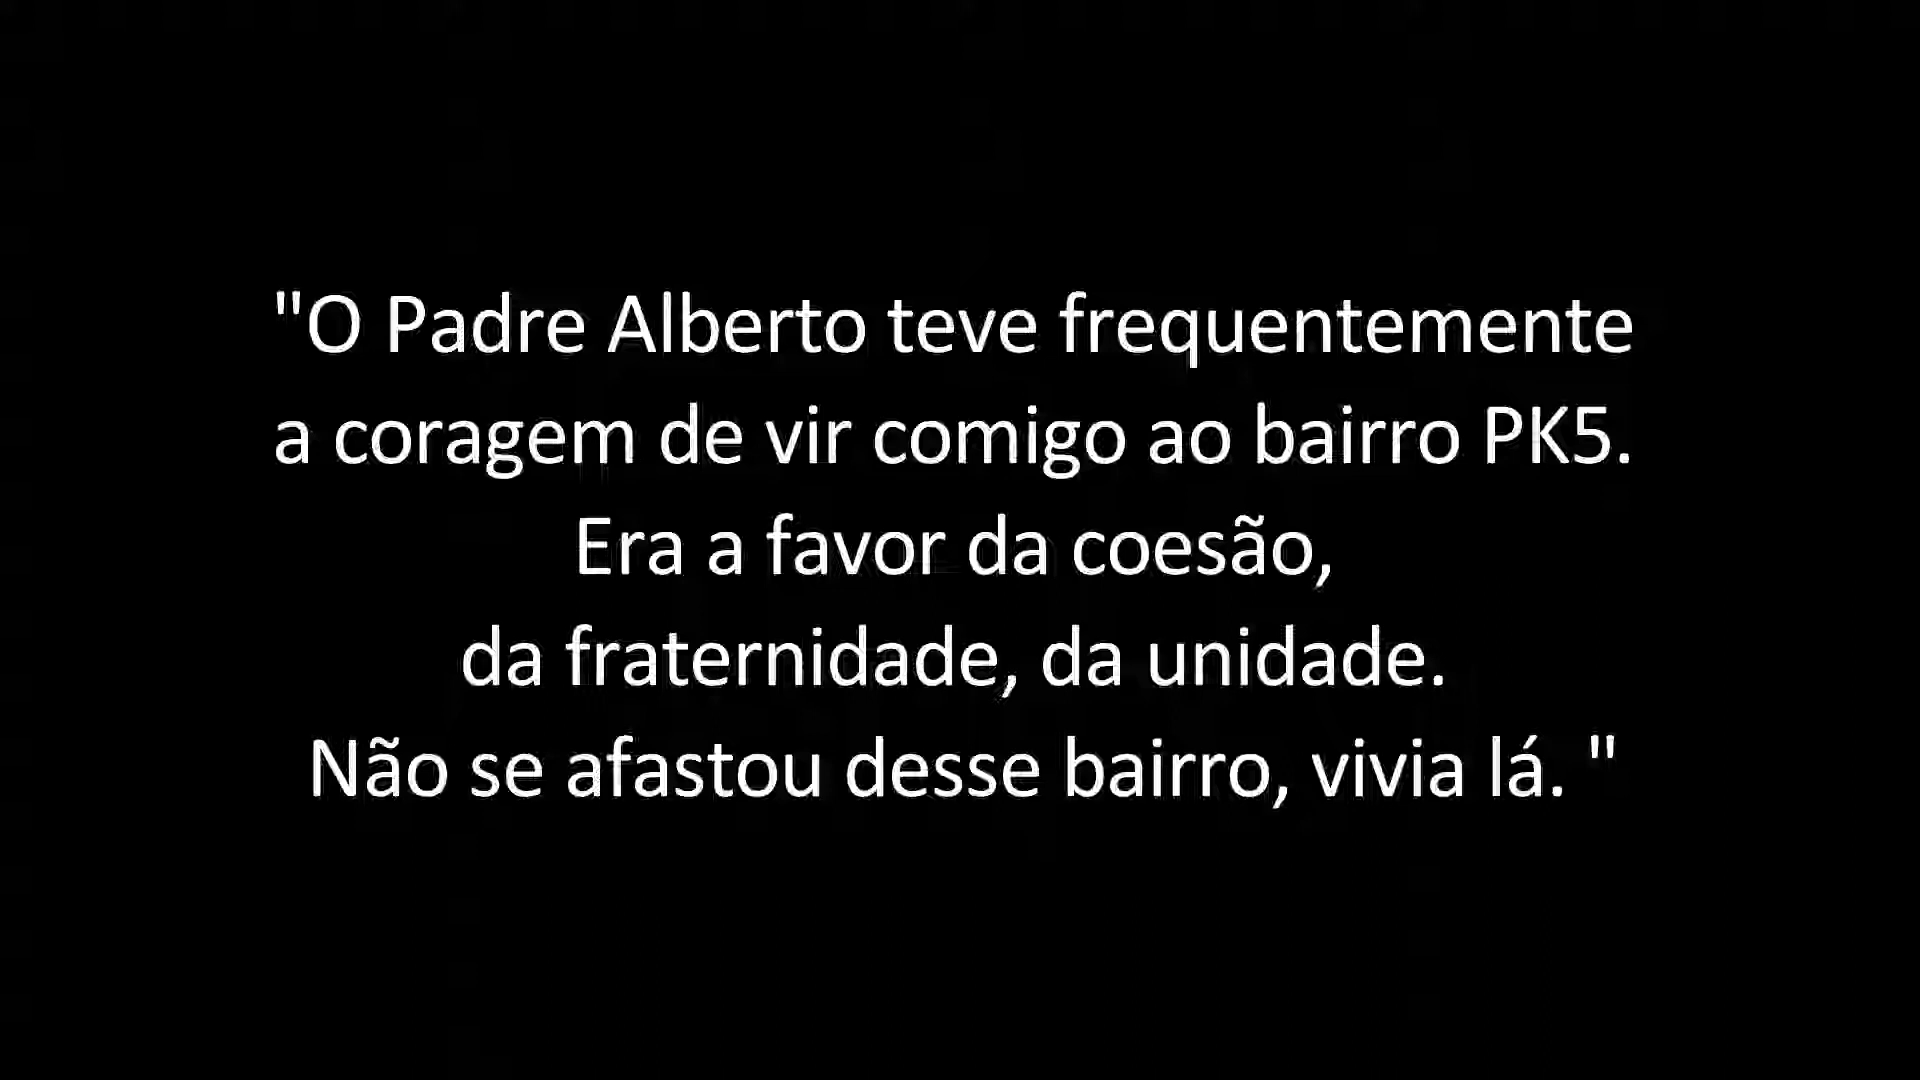 "O Padre Alberto teve frequentemente
a coragem de vir comigo ao bairro PK5.
Era a favor da coesão,
da fraternidade, da unidade.
Não se afastou desse bairro, vivia lá. "